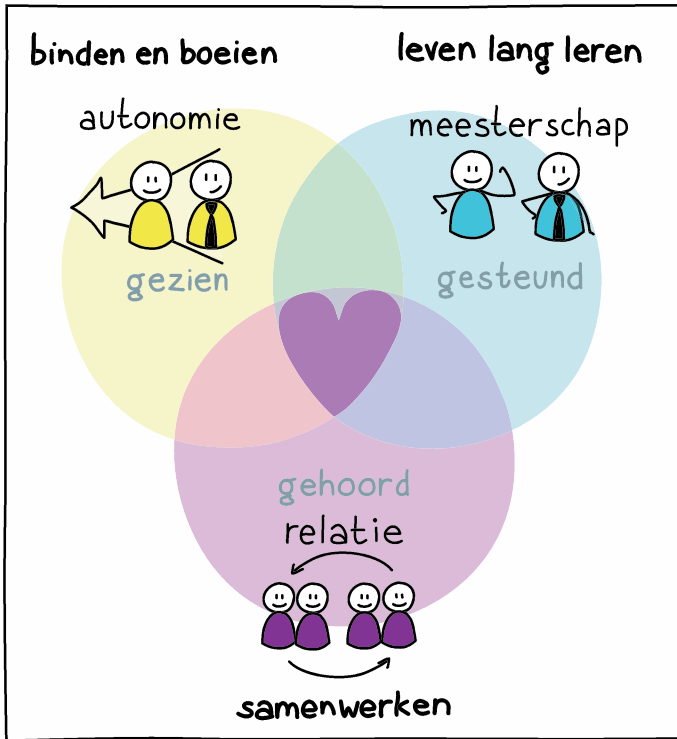 binden en boeien
leven lang leren
autonomie
meesterschap
gezien
gesteund
gehoord
relatie
samenwerken